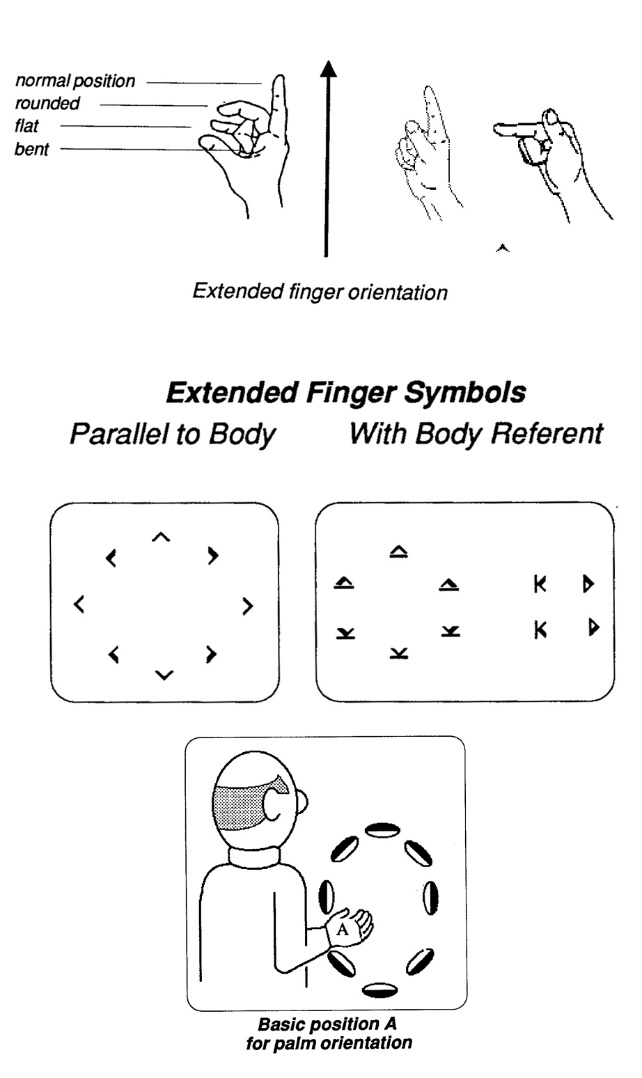 normal position
rounded
flat
bent
Extended finger orientation
Extended Finger Symbols
Parallel to Body
With Body Referent
A
Basic position A
for palm orientation